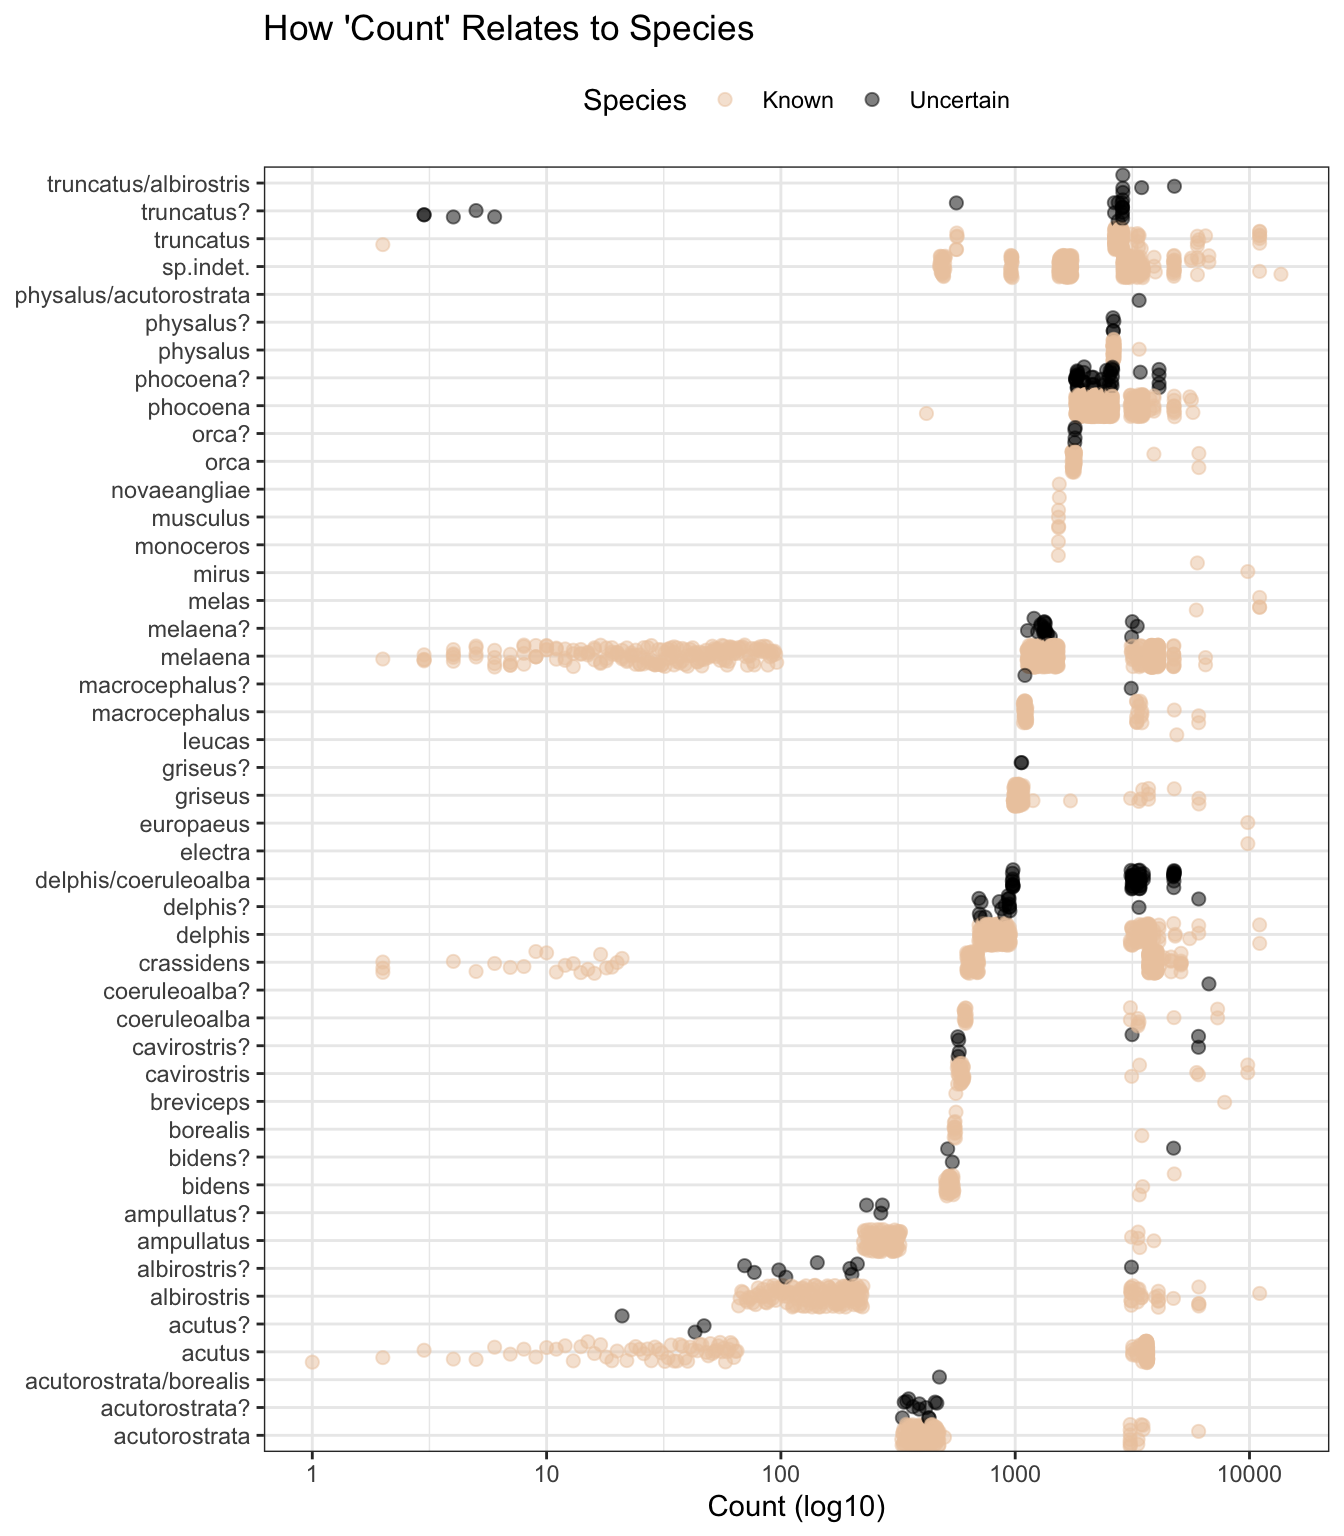 How 'Count' Relates to Species
Species Known Uncertain
truncatus/albirostris
truncatus?
truncatus
sp.indet.
physalus/acutorostrata
physalus?
physalus
phocoena?
phocoena
orca?
orca
novaeangliae
musculus
monoceros
mirus
melas
melaena?
melaena
macrocephalus?
macrocephalus
leucas
griseus?
griseus
europaeus
electra
delphis/coeruleoalba
delphis?
delphis
crassidens
coeruleoalba?
coeruleoalba
cavirostris?
cavirostris
breviceps
borealis
bidens?
bidens
ampullatus?
ampullatus
albirostris?
albirostris
acutus?
acutus
acutorostrata/borealis
acutorostrata?
acutorostrata
1 10 100 1000 10000
Count (log10)